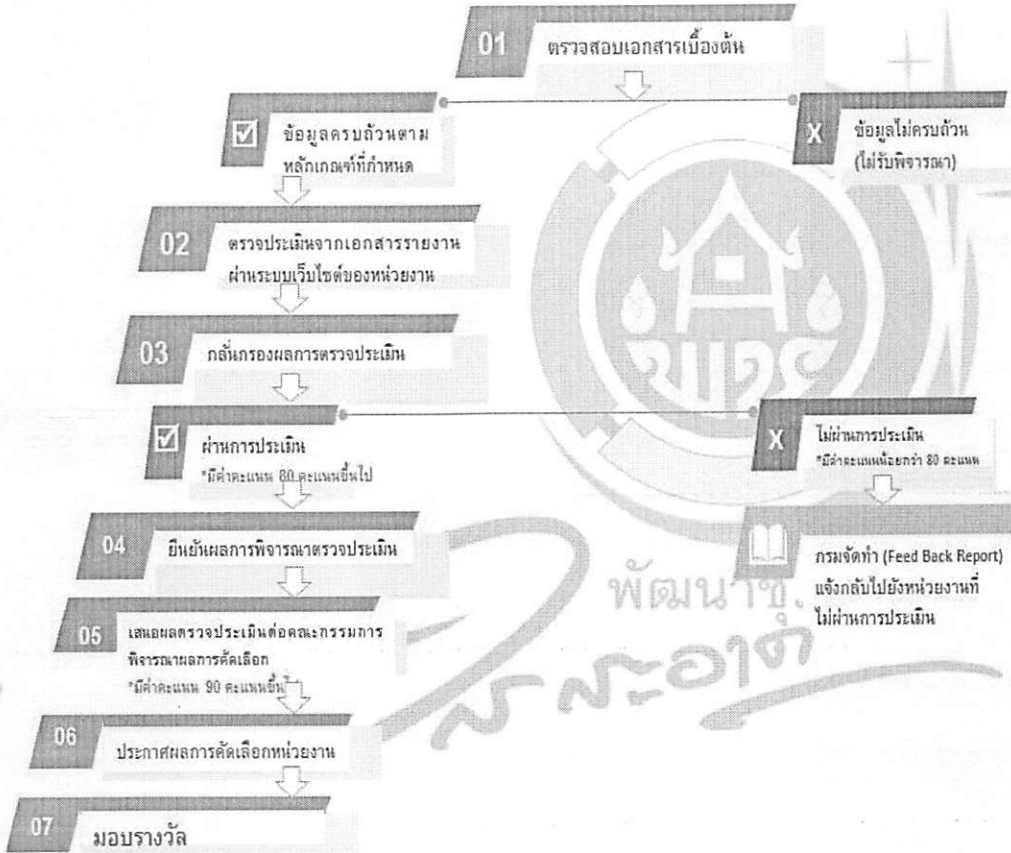 01
ตรวจสอบเอกสารเบื้องต้น
ข้อมูลครบถ้วนตาม
หลักเกณฑ์ที่กำหนด
X
ข้อมูลไม่ครบถ้วน
(ไม่รับพิจารณา)
02
ตรวจประเมินจากเอกสารรายงาน
ผ่านระบบเว็บไซต์ของหน่วยงาน
03
กลั่นกรองผลการตรวจประเมิน
ผ่านการประเมิน
*มีค่าคะแนน 80 คะแนนขึ้นไป
X
ไม่ผ่านการประเมิน
*มีค่าคะแนนน้อยกว่า 80 คะแนน
กรมจัดทำ (Feed Back Report)
แจ้งกลับไปยังหน่วยงานที่
ไม่ผ่านการประเมิน
04
ยืนยันผลการพิจารณาตรวจประเมิน
05
เสนอผลตรวจประเมินต่อคณะกรรมการ
พิจารณาผลการคัดเลือก
*มีค่าคะแนน 90 คะแนนขึ้นไป
06
ประกาศผลการคัดเลือกหน่วยงาน
07
มอบรางวัล
พช
พัฒนาชุ
ใสสะอาด